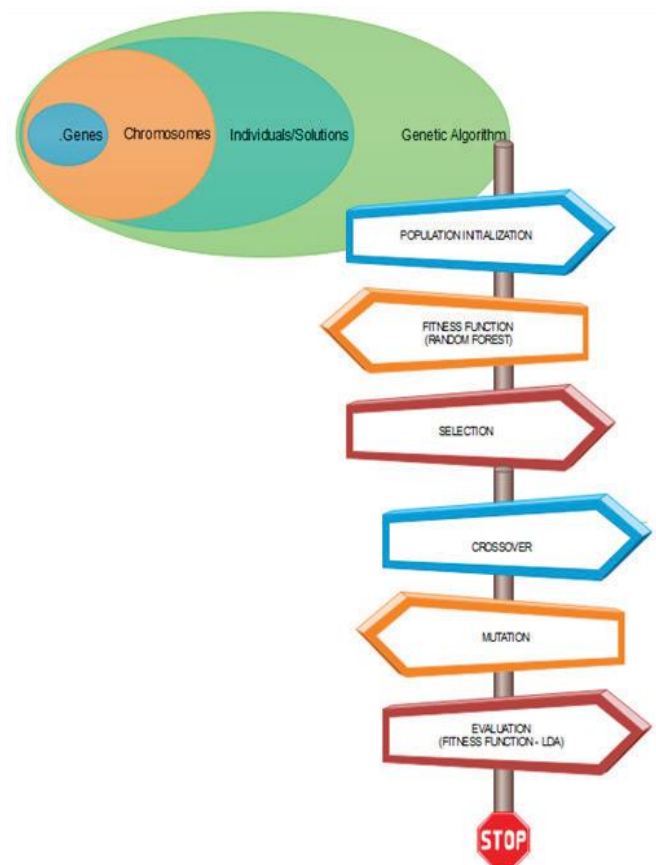 .Genes
Chromosomes
Individuals/Solutions
Genetic Algorithm
POPULATION INITIALIZATION
FITNESS FUNCTION
(RANDOM FOREST)
SELECTION
CROSSOVER
MUTATION
EVALUATION
(FITNESS FUNCTION - LDA)
STOP